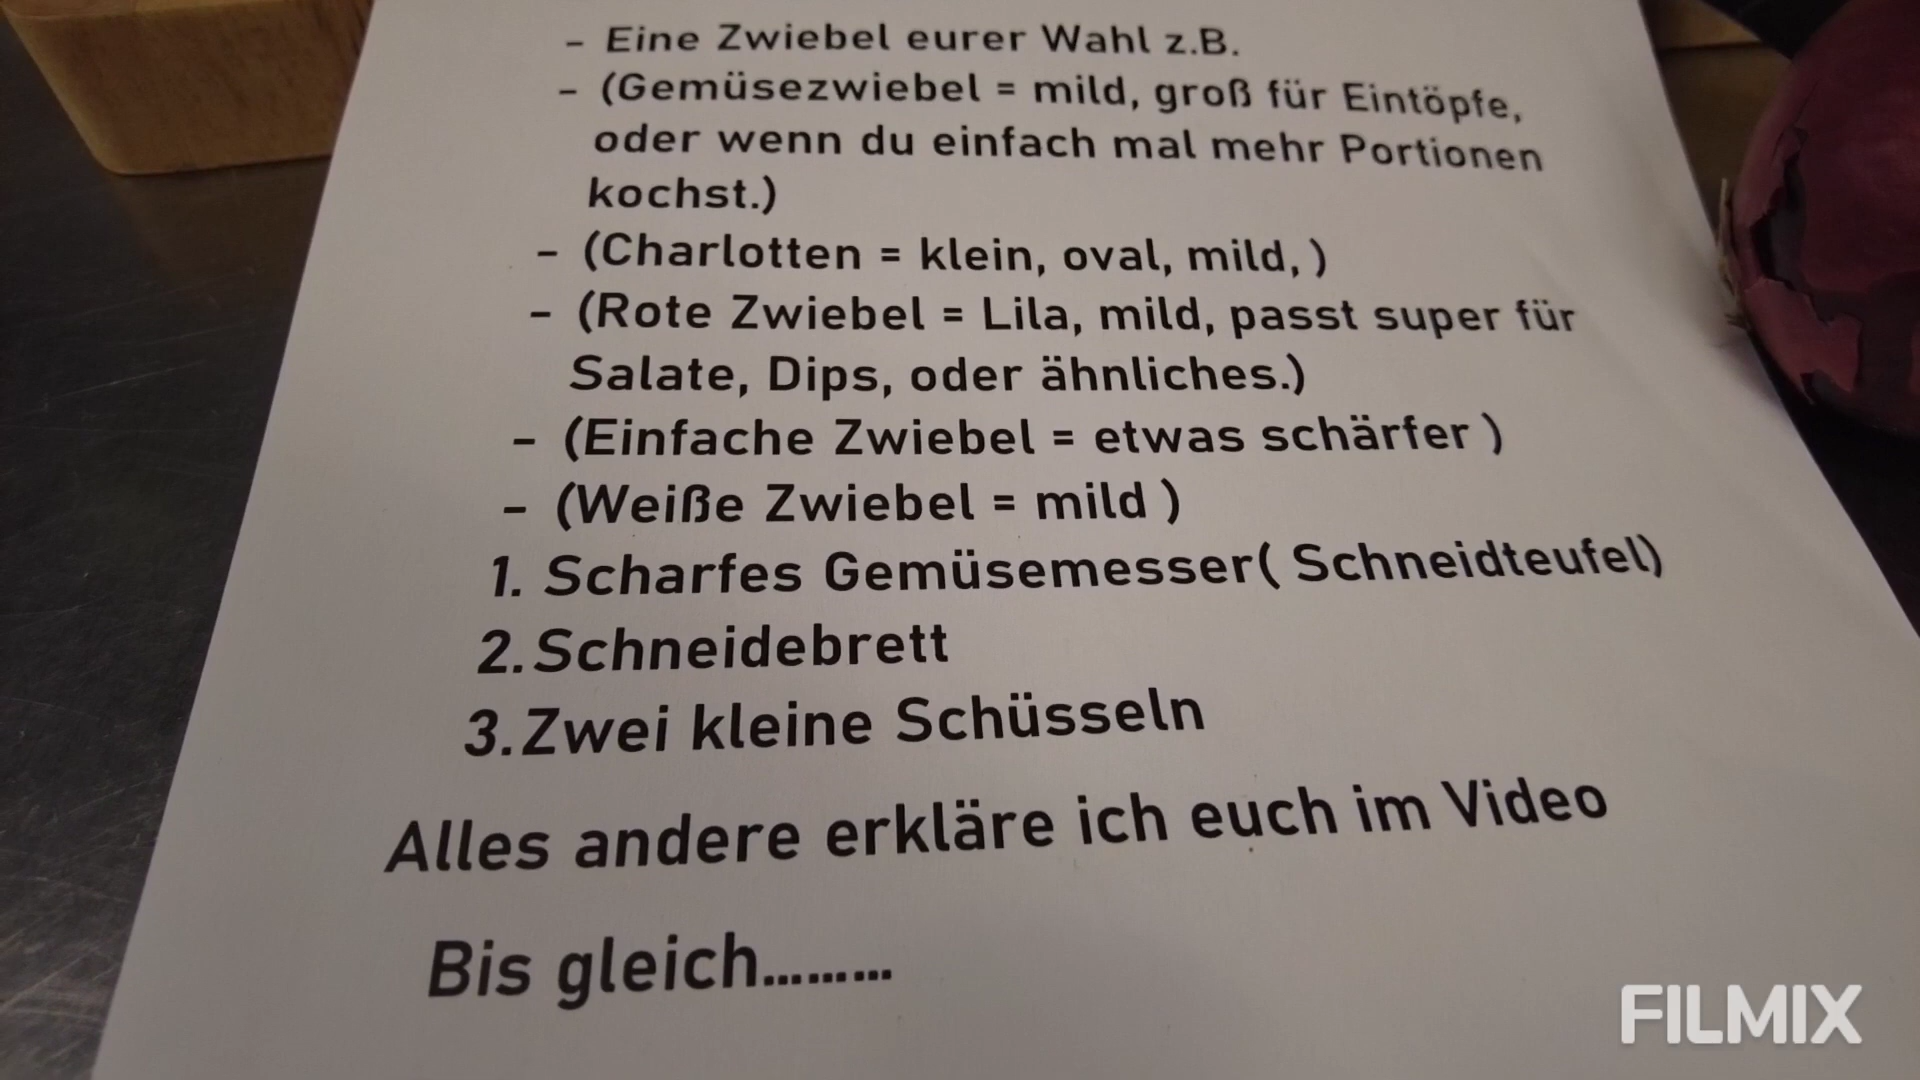 - Eine Zwiebel eurer Wahl z.B.
- (Gemüsezwiebel = mild, groß für Eintöpfe,
oder wenn du einfach mal mehr Portionen
kochst.)
- (Charlotten = klein, oval, mild, )
- (Rote Zwiebel = Lila, mild, passt super für
Salate, Dips, oder ähnliches.)
- (Einfache Zwiebel = etwas schärfer )
- (Weiße Zwiebel = mild )
1. Scharfes Gemüsemesser( Schneidteufel)
2. Schneidebrett
3. Zwei kleine Schüsseln
Alles andere erkläre ich euch im Video
Bis gleich.........
FILMIX